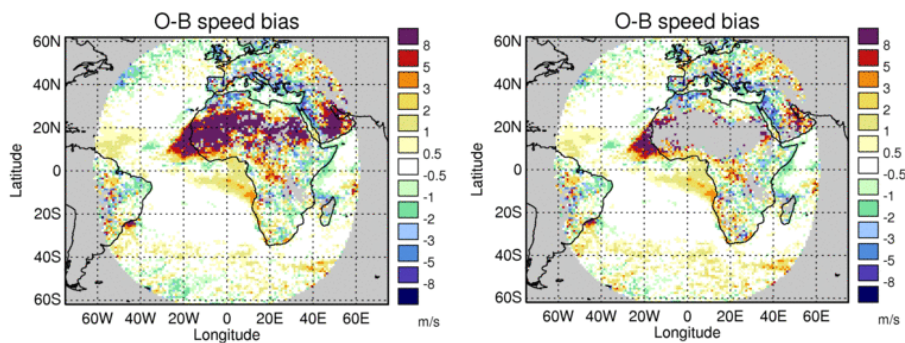 O-B speed bias
60N
40N
20N
0
20S
40S
60S
Latitude
60W 40W 20W 0 20E 40E 60E
Longitude
8
5
3
2
1
0.5
-0.5
-1
-2
-3
-5
-8
m/s
O-B speed bias
60N
40N
20N
0
20S
40S
60S
Latitude
60W 40W 20W 0 20E 40E 60E
Longitude
8
5
3
2
1
0.5
-0.5
-1
-2
-3
-5
-8
m/s